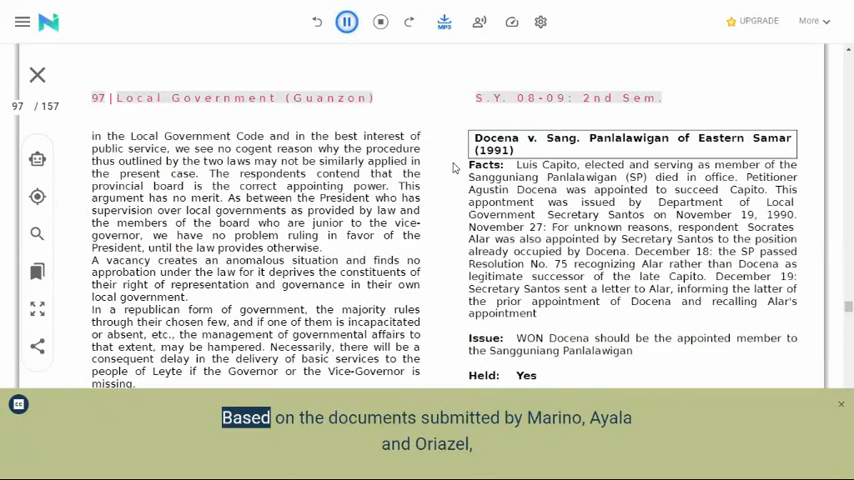 MP3
UPGRADE
More
97 / 157
97|Local Government (Guanzon)
S.Y. 08-09: 2nd Sem.
in the Local Government Code and in the best interest of
public service, we see no cogent reason why the procedure
thus outlined by the two laws may not be similarly applied in
the present case. The respondents contend that the
provincial board is the correct appointing power. This
argument has no merit. As between the President who has
supervision over local governments as provided by law and
the members of the board who are junior to the vice-
governor, we have no problem ruling in favor of the
President, until the law provides otherwise.
A vacancy creates an anomalous situation and finds no
approbation under the law for it deprives the constituents of
their right of representation and governance in their own
local government.
In a republican form of government, the majority rules
through their chosen few, and if one of them is incapacitated
or absent, etc., the management of governmental affairs to
that extent, may be hampered. Necessarily, there will be a
consequent delay in the delivery of basic services to the
people of Leyte if the Governor or the Vice-Governor is
missing.
Docena v. Sang. Panlalawigan of Eastern Samar
(1991)
Facts: Luis Capito, elected and serving as member of the
Sangguniang Panlalawigan (SP) died in office. Petitioner
Agustin Docena was appointed to succeed Capito. This
appointment was issued by Department of Local
Government Secretary Santos on November 19, 1990.
November 27: For unknown reasons, respondent Socrates
Alar was also appointed by Secretary Santos to the position
already occupied by Docena. December 18: the SP passed
Resolution No. 75 recognizing Alar rather than Docena as
legitimate successor of the late Capito. December 19:
Secretary Santos sent a letter to Alar, informing the latter of
the prior appointment of Docena and recalling Alar's
appointment
Issue: WON Docena should be the appointed member to
the Sangguniang Panlalawigan
Held: Yes
Based on the documents submitted by Marino, Ayala
and Oriazel,